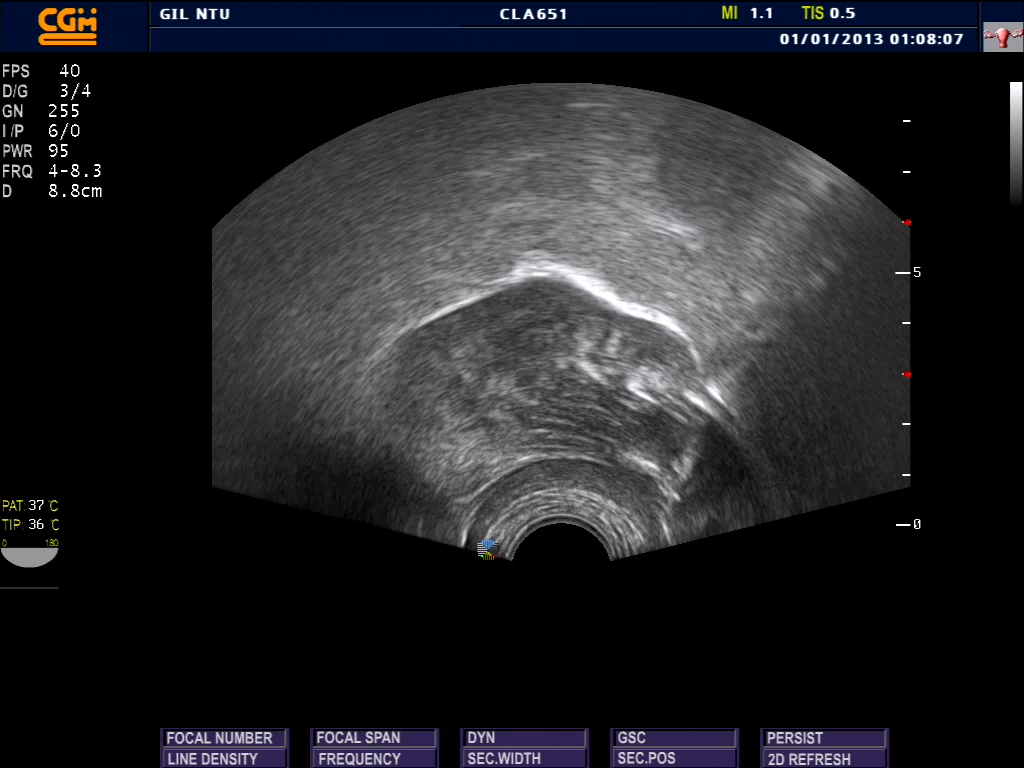 CGM
GIL NTU CLA651 MI 1.1 TIS 0.5
01/01/2013 01:08:07
FPS 40
D/G 3/4
GN 255
I/P 6/0
PWR 95
FRQ 4-8.3
D 8.8cm
5
PAT: 37 °C
TIP: 36 °C
0 180
0
FOCAL NUMBER FOCAL SPAN DYN GSC PERSIST
LINE DENSITY FREQUENCY SEC.WIDTH SEC.POS 2D REFRESH